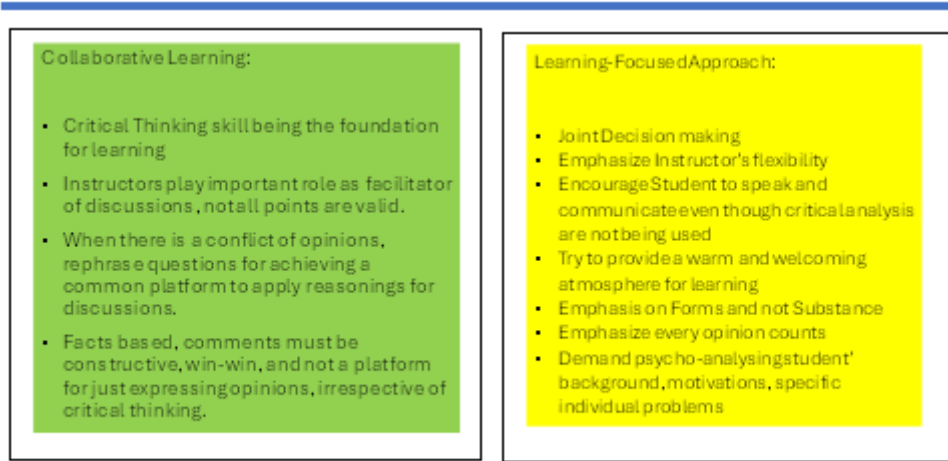 Collaborative Learning:
• Critical Thinking skill being the foundation
for learning
• Instructors play important role as facilitator
of discussions, not all points are valid.
• When there is a conflict of opinions,
rephrase questions for achieving a
common platform to apply reasonings for
discussions.
• Facts based, comments must be
constructive, win-win, and not a platform
for just expressing opinions, irrespective of
critical thinking.
Learning-Focused Approach:
• Joint Decision making
• Emphasize Instructor's flexibility
• Encourage Student to speak and
communicate even though critical analysis
are not being used
• Try to provide a warm and welcoming
atmosphere for learning
• Emphasis on Forms and not Substance
• Emphasize every opinion counts
• Demand psycho-analysing student'
background, motivations, specific
individual problems